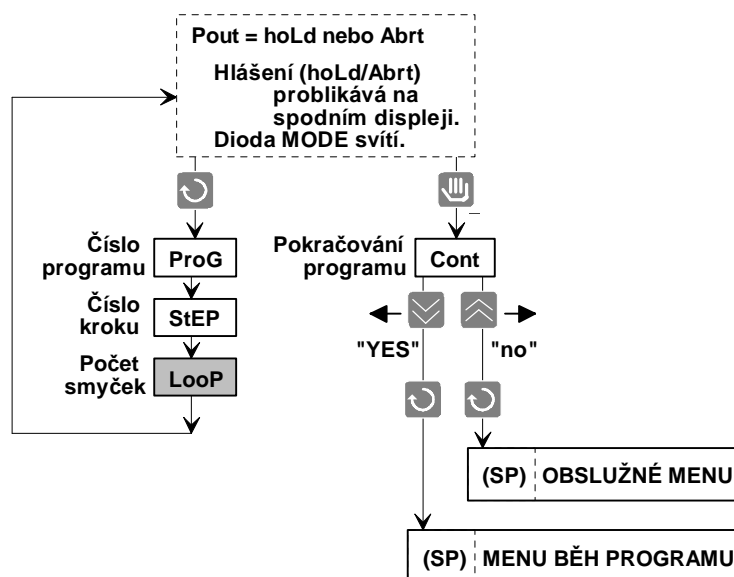 Pout = hoLd nebo Abrt
Hlášení (hoLd/Abrt)
problikává na
spodním displeji.
Dioda MODE svítí.
Číslo
programu
ProG
Číslo
kroku
StEP
Počet
smyček
LooP
Pokračování
programu
Cont
"YES"
"no"
(SP) OBSLUŽNÉ MENU
(SP) MENU BĚH PROGRAMU